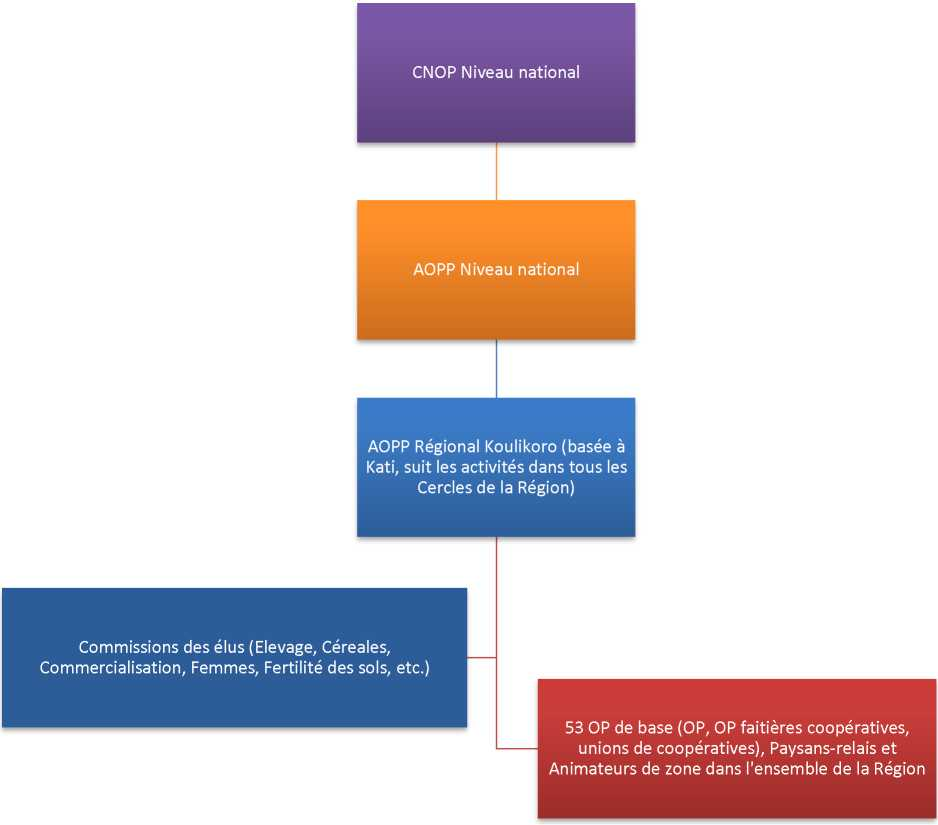 CNOP Niveau national
AOPP Niveau national
AOPP Régional Koulikoro (basée à
Kati, suit les activités dans tous les
Cercles de la Région)
Commissions des élus (Elevage, Céreales,
Commercialisation, Femmes, Fertilité des sols, etc.)
53 OP de base (OP, OP faitières coopératives,
unions de coopératives), Paysans-relais et
Animateurs de zone dans l'ensemble de la Région